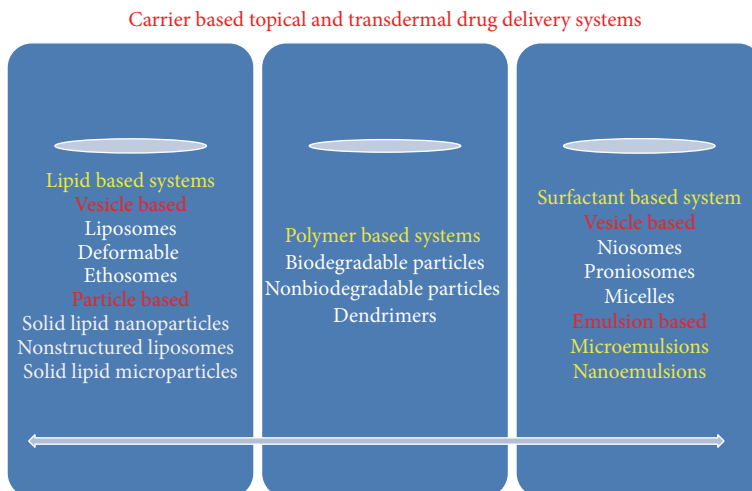 Carrier based topical and transdermal drug delivery systems
Lipid based systems
Vesicle based
Liposomes
Deformable
Ethosomes
Particle based
Solid lipid nanoparticles
Nonstructured liposomes
Solid lipid microparticles
Polymer based systems
Biodegradable particles
Nonbiodegradable particles
Dendrimers
Surfactant based system
Vesicle based
Niosomes
Proniosomes
Micelles
Emulsion based
Microemulsions
Nanoemulsions